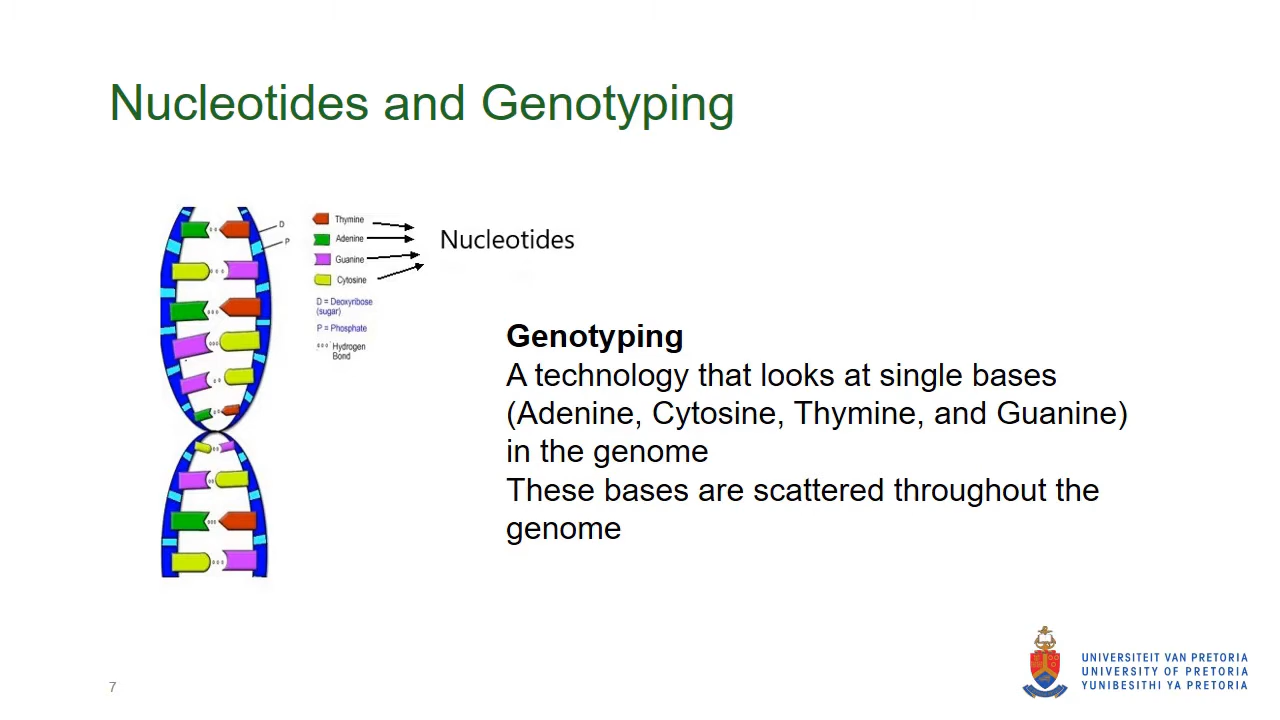 Nucleotides and Genotyping
D
P
Thymine
Adenine
Guanine
Cytosine
D = Deoxyribose
(sugar)
P = Phosphate
Hydrogen
Bond
Nucleotides
Genotyping
A technology that looks at single bases
(Adenine, Cytosine, Thymine, and Guanine)
in the genome
These bases are scattered throughout the
genome
7
UNIVERSITEIT VAN PRETORIA
UNIVERSITY OF PRETORIA
YUNIBESITHI YA PRETORIA